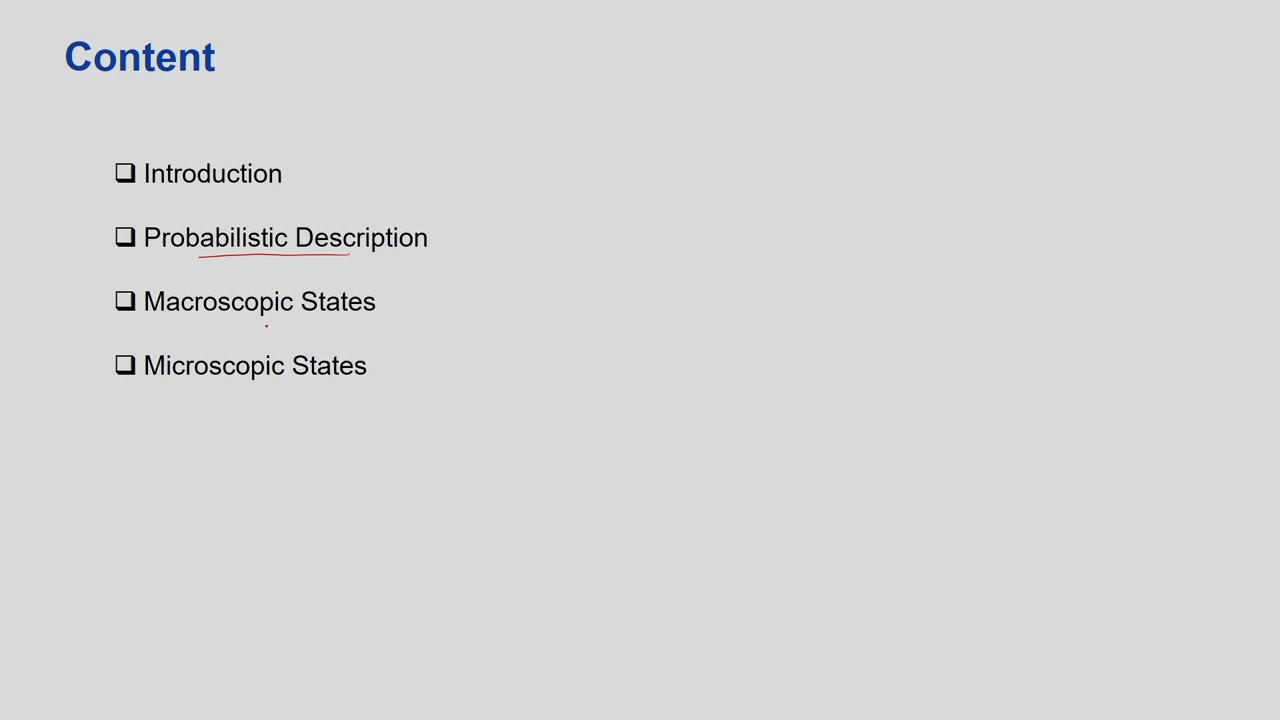 Content
❑ Introduction
❑ Probabilistic Description
❑ Macroscopic States
❑ Microscopic States